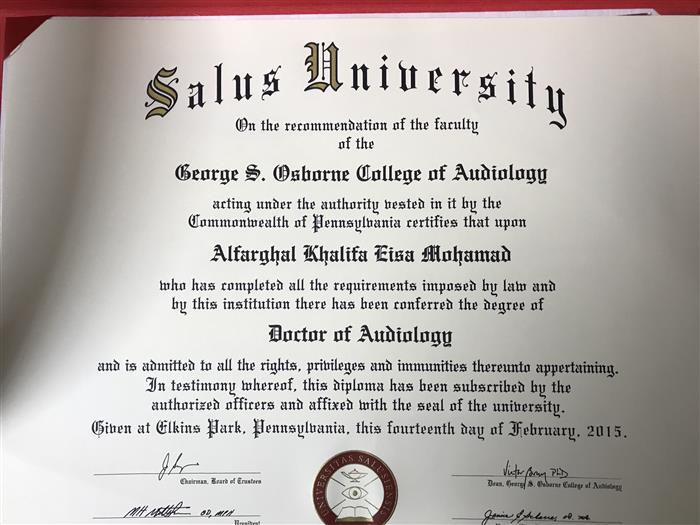 Salus University
On the recommendation of the faculty
of the
George S. Osborne College of Audiology
acting under the authority vested in it by the
Commonwealth of Pennsylvania certifies that upon
Alfarghal Khalifa Eisa Mohamad
who has completed all the requirements imposed by law and
by this institution there has been conferred the degree of
Doctor of Audiology
and is admitted to all the rights, privileges and immunities thereunto appertaining.
In testimony whereof, this diploma has been subscribed by the
authorized officers and affixed with the seal of the university.
Given at Elkins Park, Pennsylvania, this fourteenth day of February, 2015.
Chairman, Board of Trustees
PhD
Dean, George S. Osborne College of Audiology
UNIVERSITAS SALUSIENSIS
OD, MPH
President